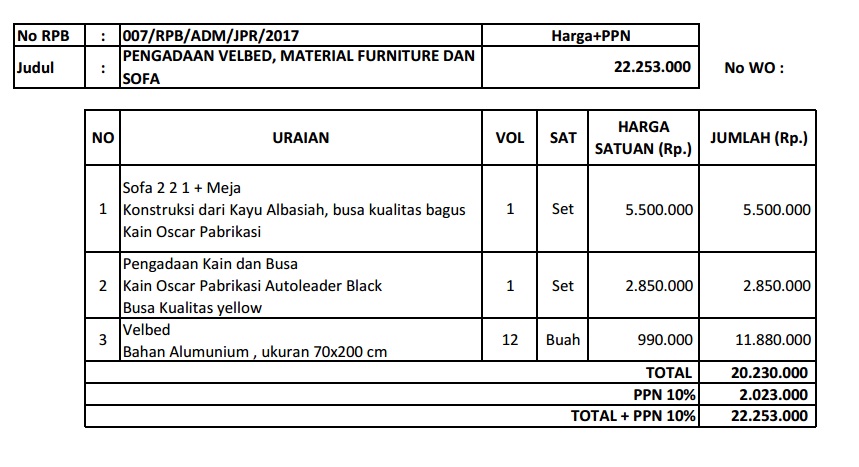 No RPB : 007/RPB/ADM/JPR/2017 Harga+PPN
Judul : PENGADAAN VELBED, MATERIAL FURNITURE DAN SOFA 22.253.000 No WO :
NO URAIAN VOL SAT HARGA SATUAN (Rp.) JUMLAH (Rp.)
1 Sofa 2 2 1 + Meja
Konstruksi dari Kayu Albasiah, busa kualitas bagus 1 Set 5.500.000 5.500.000
Kain Oscar Pabrikasi
Pengadaan Kain dan Busa
2 Kain Oscar Pabrikasi Autoleader Black 1 Set 2.850.000 2.850.000
Busa Kualitas yellow
3 Velbed 12 Buah 990.000 11.880.000
Bahan Alumunium , ukuran 70x200 cm
TOTAL 20.230.000
PPN 10% 2.023.000
TOTAL + PPN 10% 22.253.000